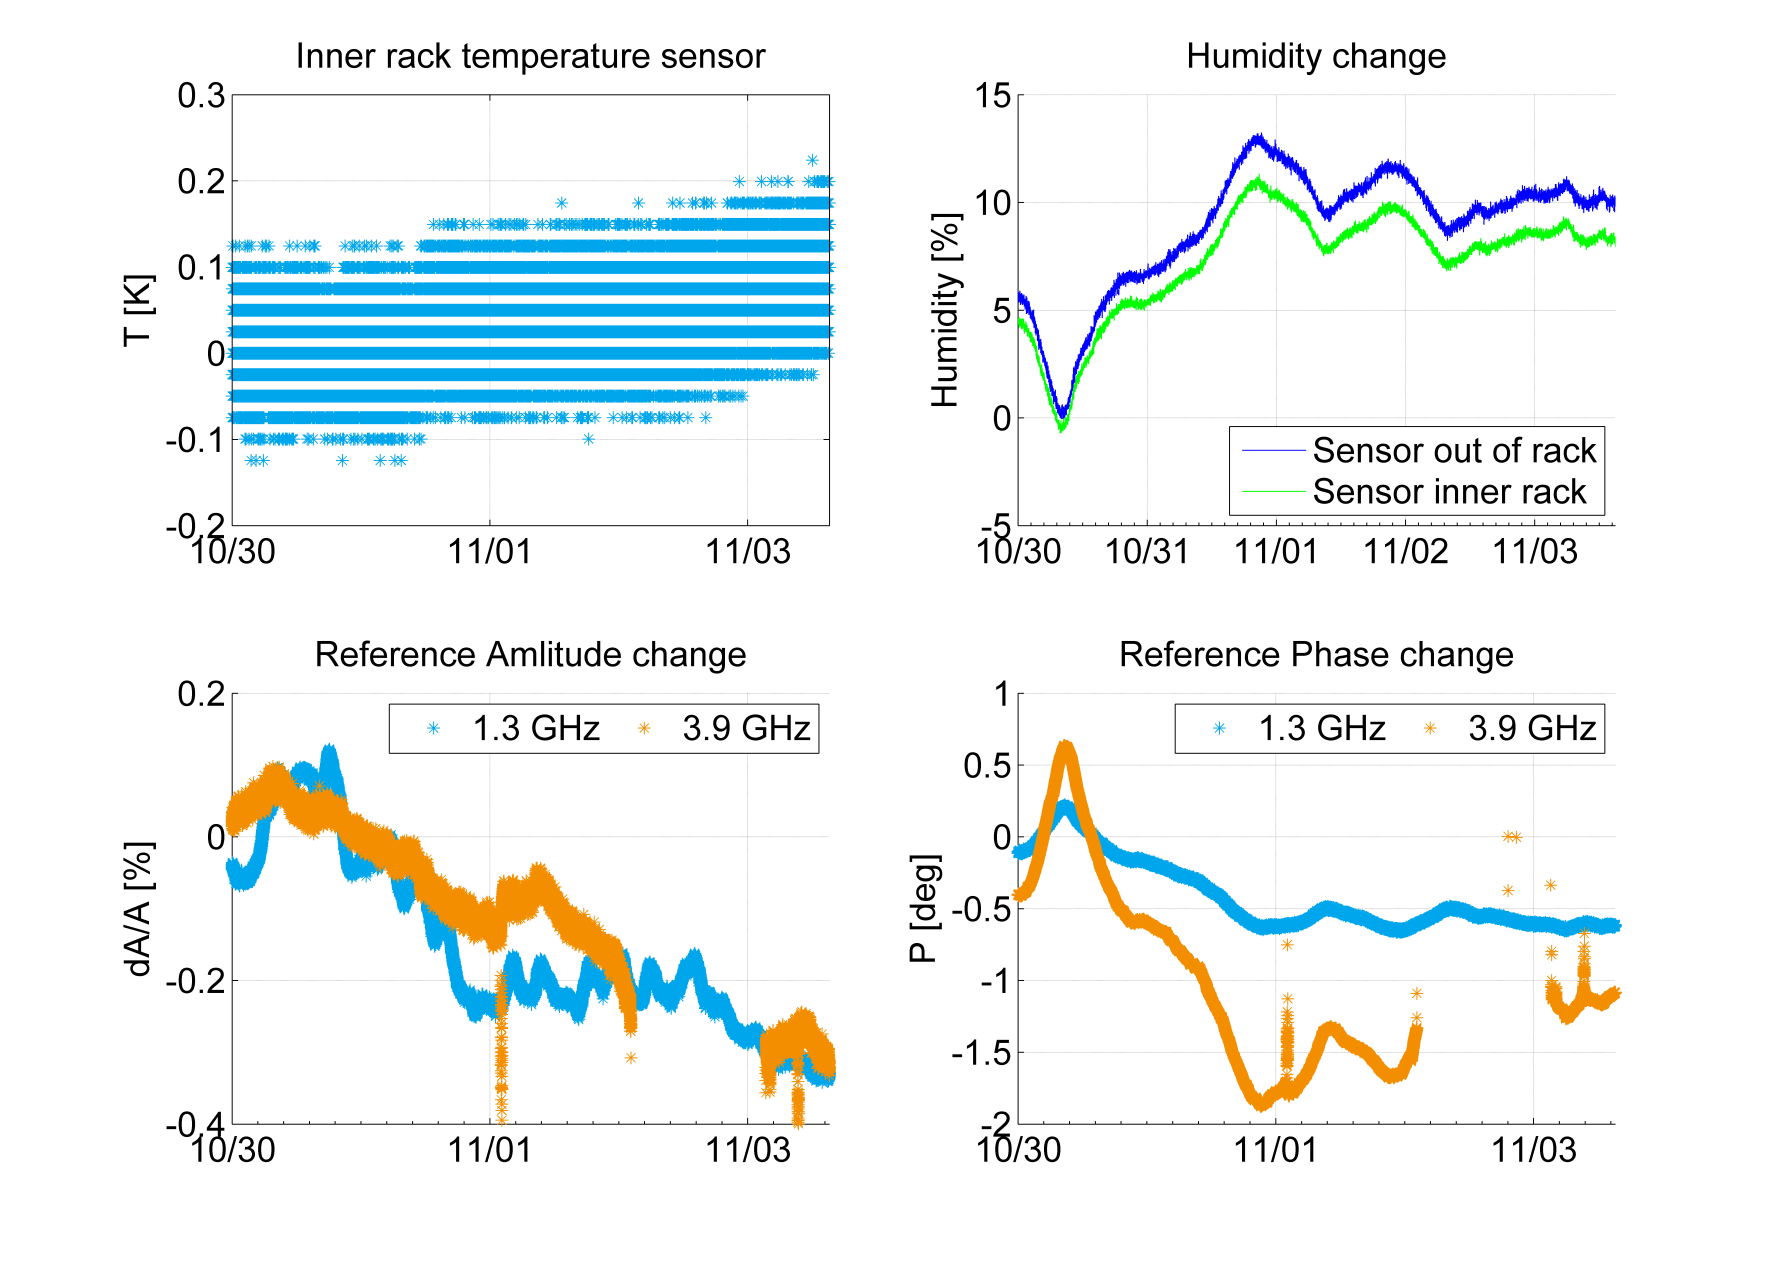 Inner rack temperature sensor
0.3
0.2
0.1
0
-0.1
-0.2
T [K]
10/30 11/01 11/03
Humidity change
15
10
5
0
-5
Humidity [%]
Sensor out of rack
Sensor inner rack
10/30 10/31 11/01 11/02 11/03
Reference Amlitude change
0.2
0
-0.2
-0.4
dA/A [%]
1.3 GHz 3.9 GHz
10/30 11/01 11/03
Reference Phase change
1
0.5
0
-0.5
-1
-1.5
-2
P [deg]
1.3 GHz 3.9 GHz
10/30 11/01 11/03